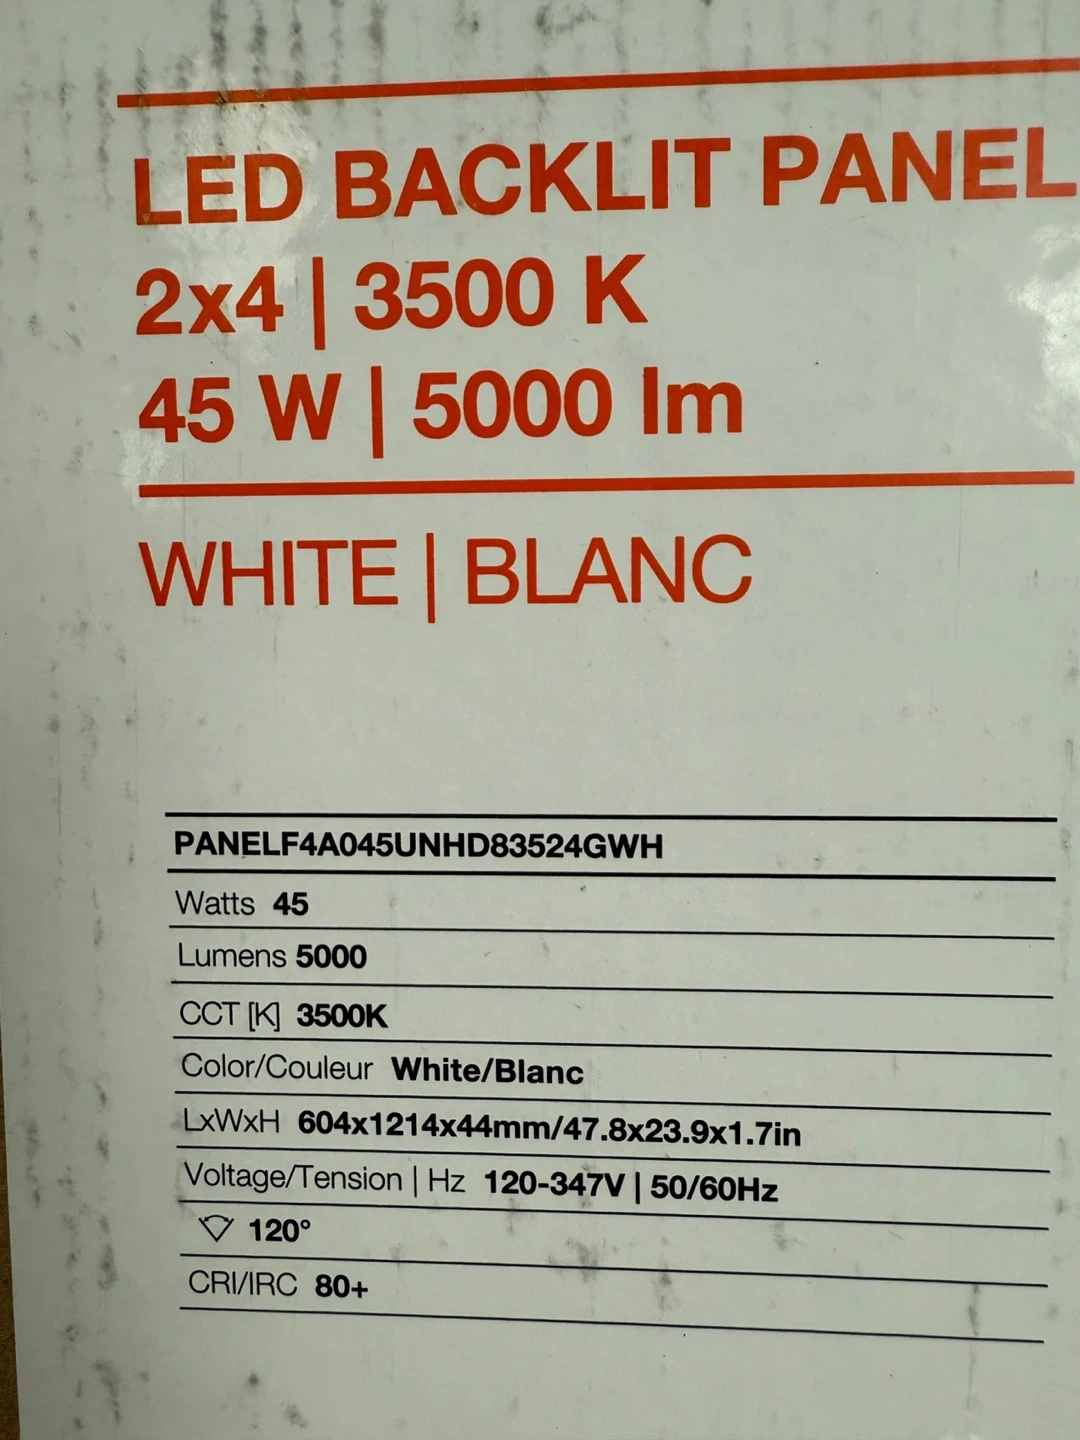 LED BACKLIT PANEL
2x4 | 3500 K
45 W | 5000 lm
WHITE | BLANC
PANELF4A045UNHD83524GWH
Watts 45
Lumens 5000
CCT [K] 3500K
Color/Couleur White/Blanc
LxWxH 604x1214x44mm/47.8x23.9x1.7in
Voltage/Tension | Hz 120-347V | 50/60Hz
120°
CRI/IRC 80+